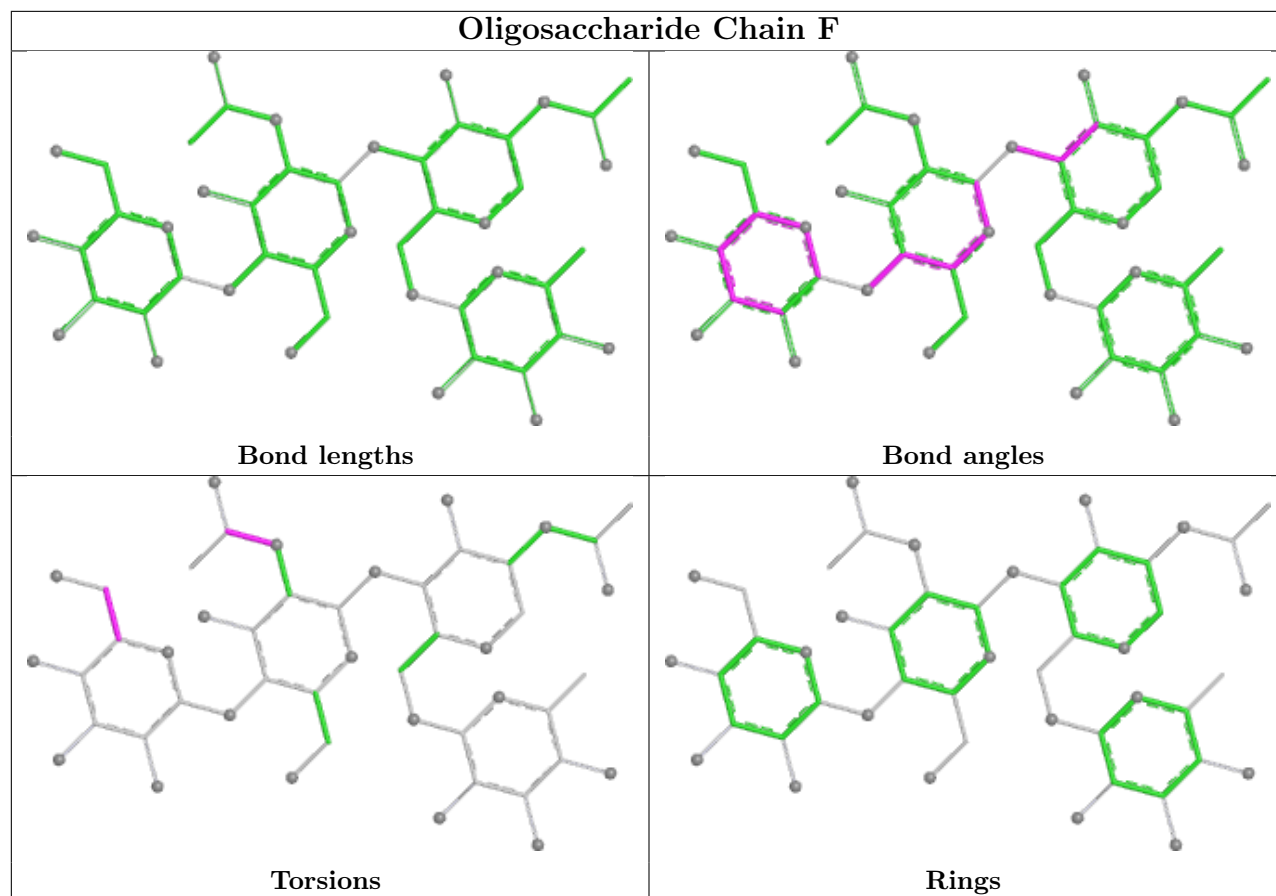 Oligosaccharide Chain F
Bond lengths
Bond angles
Torsions
Rings